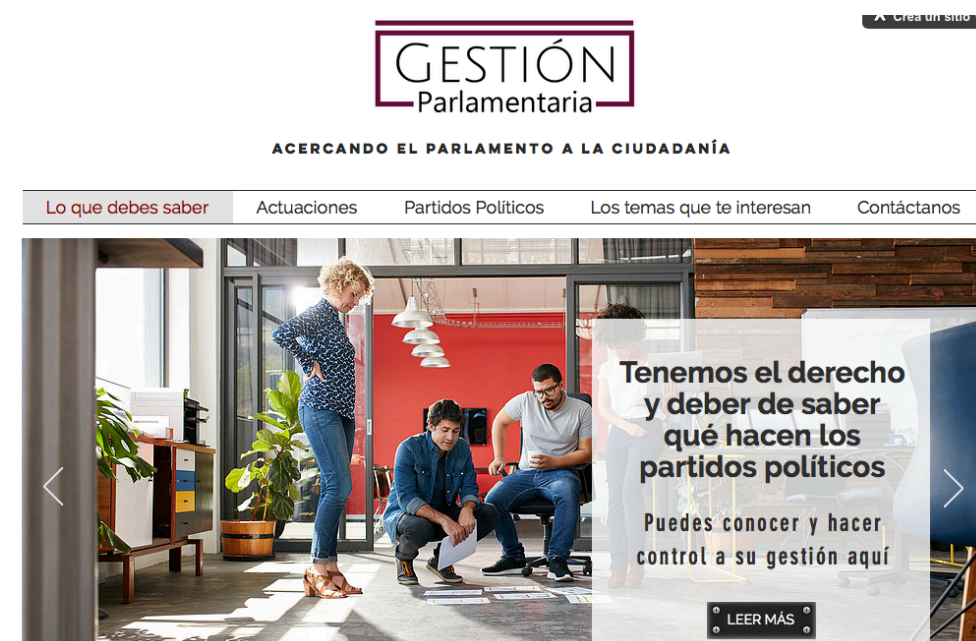 X Crea un sitio
GESTIÓN
Parlamentaria
ACERCANDO EL PARLAMENTO A LA CIUDADANÍA
Lo que debes saber Actuaciones Partidos Políticos Los temas que te interesan Contáctanos
Tenemos el derecho
y deber de saber
qué hacen los
partidos políticos
Puedes conocer y hacer
control a su gestión aquí
LEER MÁS